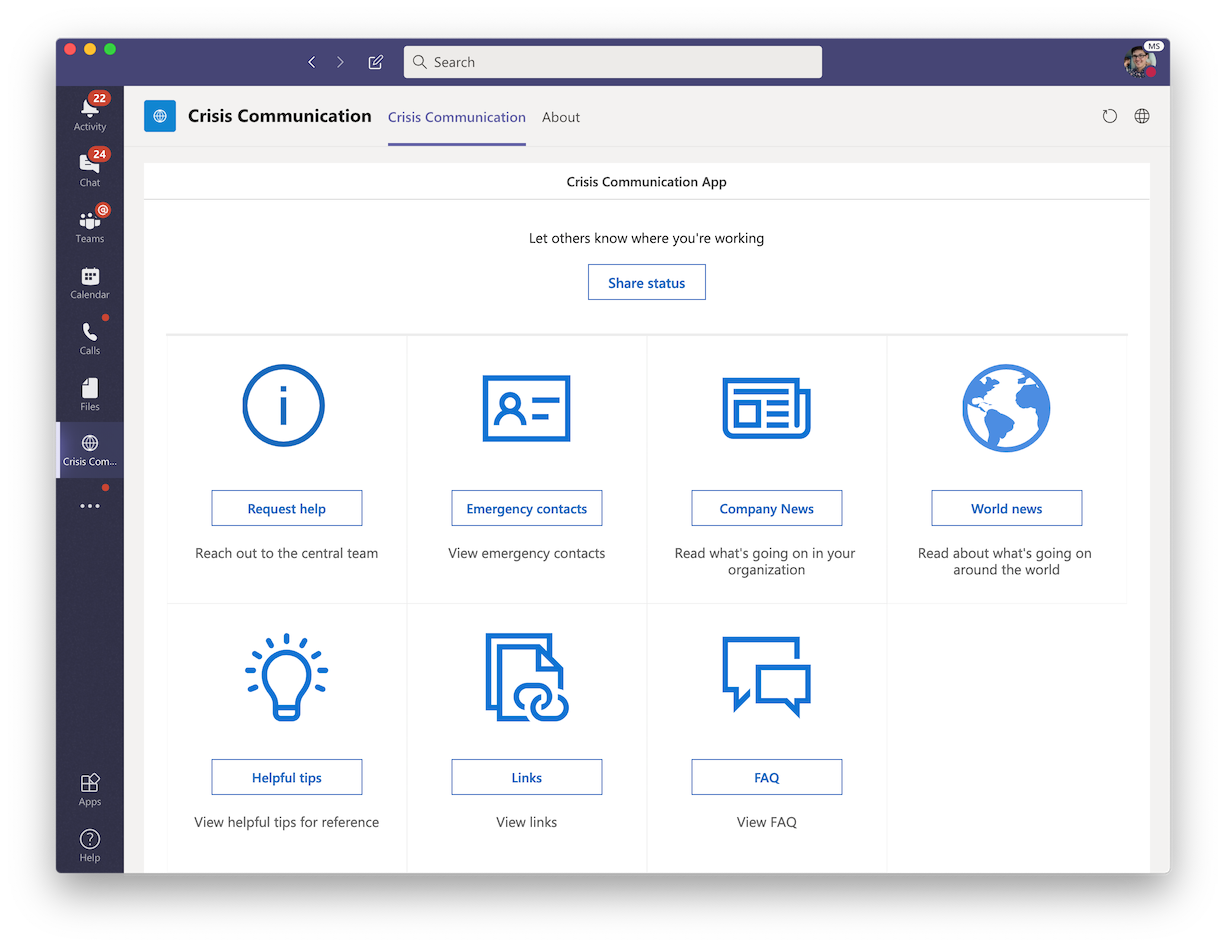 Search
MS
22
Activity
24
Chat
@
Teams
Calendar
Calls
Files
Crisis Com...
Apps
Help
Crisis Communication
Crisis Communication
About
Crisis Communication App
Let others know where you're working
Share status
Request help
Reach out to the central team
Emergency contacts
View emergency contacts
Company News
Read what's going on in your
organization
World news
Read about what's going on
around the world
Helpful tips
View helpful tips for reference
Links
View links
FAQ
View FAQ